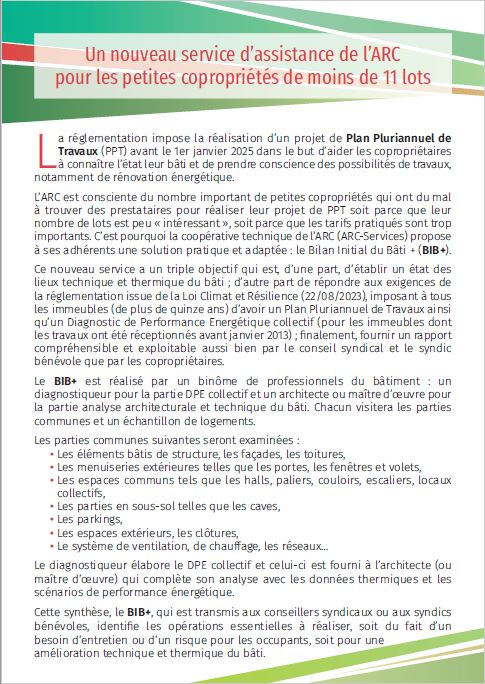 Un nouveau service d'assistance de l'ARC
pour les petites copropriétés de moins de 11 lots
La réglementation impose la réalisation d'un projet de Plan Pluriannuel de
Travaux (PPT) avant le 1er janvier 2025 dans le but d'aider les copropriétaires
à connaître l'état leur bâti et de prendre conscience des possibilités de travaux,
notamment de rénovation énergétique.
L'ARC est consciente du nombre important de petites copropriétés qui ont du mal
à trouver des prestataires pour réaliser leur projet de PPT soit parce que leur
nombre de lots est peu « intéressant », soit parce que les tarifs pratiqués sont trop
importants. C'est pourquoi la coopérative technique de l'ARC (ARC-Services) propose
à ses adhérents une solution pratique et adaptée : le Bilan Initial du Bâti + (BIB+).
Ce nouveau service a un triple objectif qui est, d'une part, d'établir un état des
lieux technique et thermique du bâti ; d'autre part de répondre aux exigences de
la réglementation issue de la Loi Climat et Résilience (22/08/2023), imposant à tous
les immeubles (de plus de quinze ans) d'avoir un Plan Pluriannuel de Travaux ainsi
qu'un Diagnostic de Performance Energétique collectif (pour les immeubles dont
les travaux ont été réceptionnés avant janvier 2013) ; finalement, fournir un rapport
compréhensible et exploitable aussi bien par le conseil syndical et le syndic
bénévole que par les copropriétaires.
Le BIB+ est réalisé par un binôme de professionnels du bâtiment : un
diagnostiqueur pour la partie DPE collectif et un architecte ou maître d'œuvre pour
la partie analyse architecturale et technique du bâti. Chacun visitera les parties
communes et un échantillon de logements.
Les parties communes suivantes seront examinées :
• Les éléments bâtis de structure, les façades, les toitures,
• Les menuiseries extérieures telles que les portes, les fenêtres et volets,
• Les espaces communs tels que les halls, paliers, couloirs, escaliers, locaux
collectifs,
• Les parties en sous-sol telles que les caves,
• Les parkings,
• Les espaces extérieurs, les clôtures,
• Le système de ventilation, de chauffage, les réseaux...
Le diagnostiqueur élabore le DPE collectif et celui-ci est fourni à l'architecte (ou
maître d'œuvre) qui complète son analyse avec les données thermiques et les
scénarios de performance énergétique.
Cette synthèse, le BIB+, qui est transmis aux conseillers syndicaux ou aux syndics
bénévoles, identifie les opérations essentielles à réaliser, soit du fait d'un
besoin d'entretien ou d'un risque pour les occupants, soit pour une
amélioration technique et thermique du bâti.